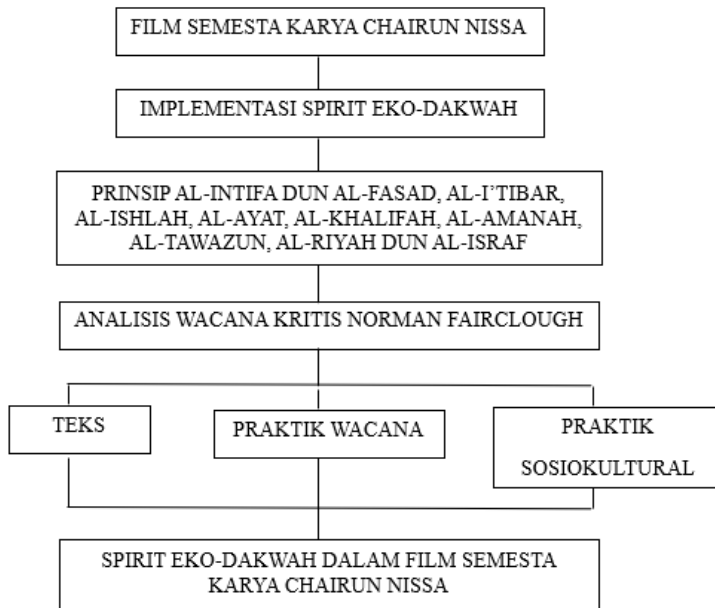 FILM SEMESTA KARYA CHAIRUN NISSA
IMPLEMENTASI SPIRIT EKO-DAKWAH
PRINSIP AL-INTIFA DUN AL-FASAD, AL-I’TIBAR,
AL-ISHLAH, AL-AYAT, AL-KHALIFAH, AL-AMANAH,
AL-TAWAZUN, AL-RIYAH DUN AL-ISRAF
ANALISIS WACANA KRITIS NORMAN FAIRCLOUGH
TEKS
PRAKTIK WACANA
PRAKTIK
SOSIOKULTURAL
SPIRIT EKO-DAKWAH DALAM FILM SEMESTA
KARYA CHAIRUN NISSA